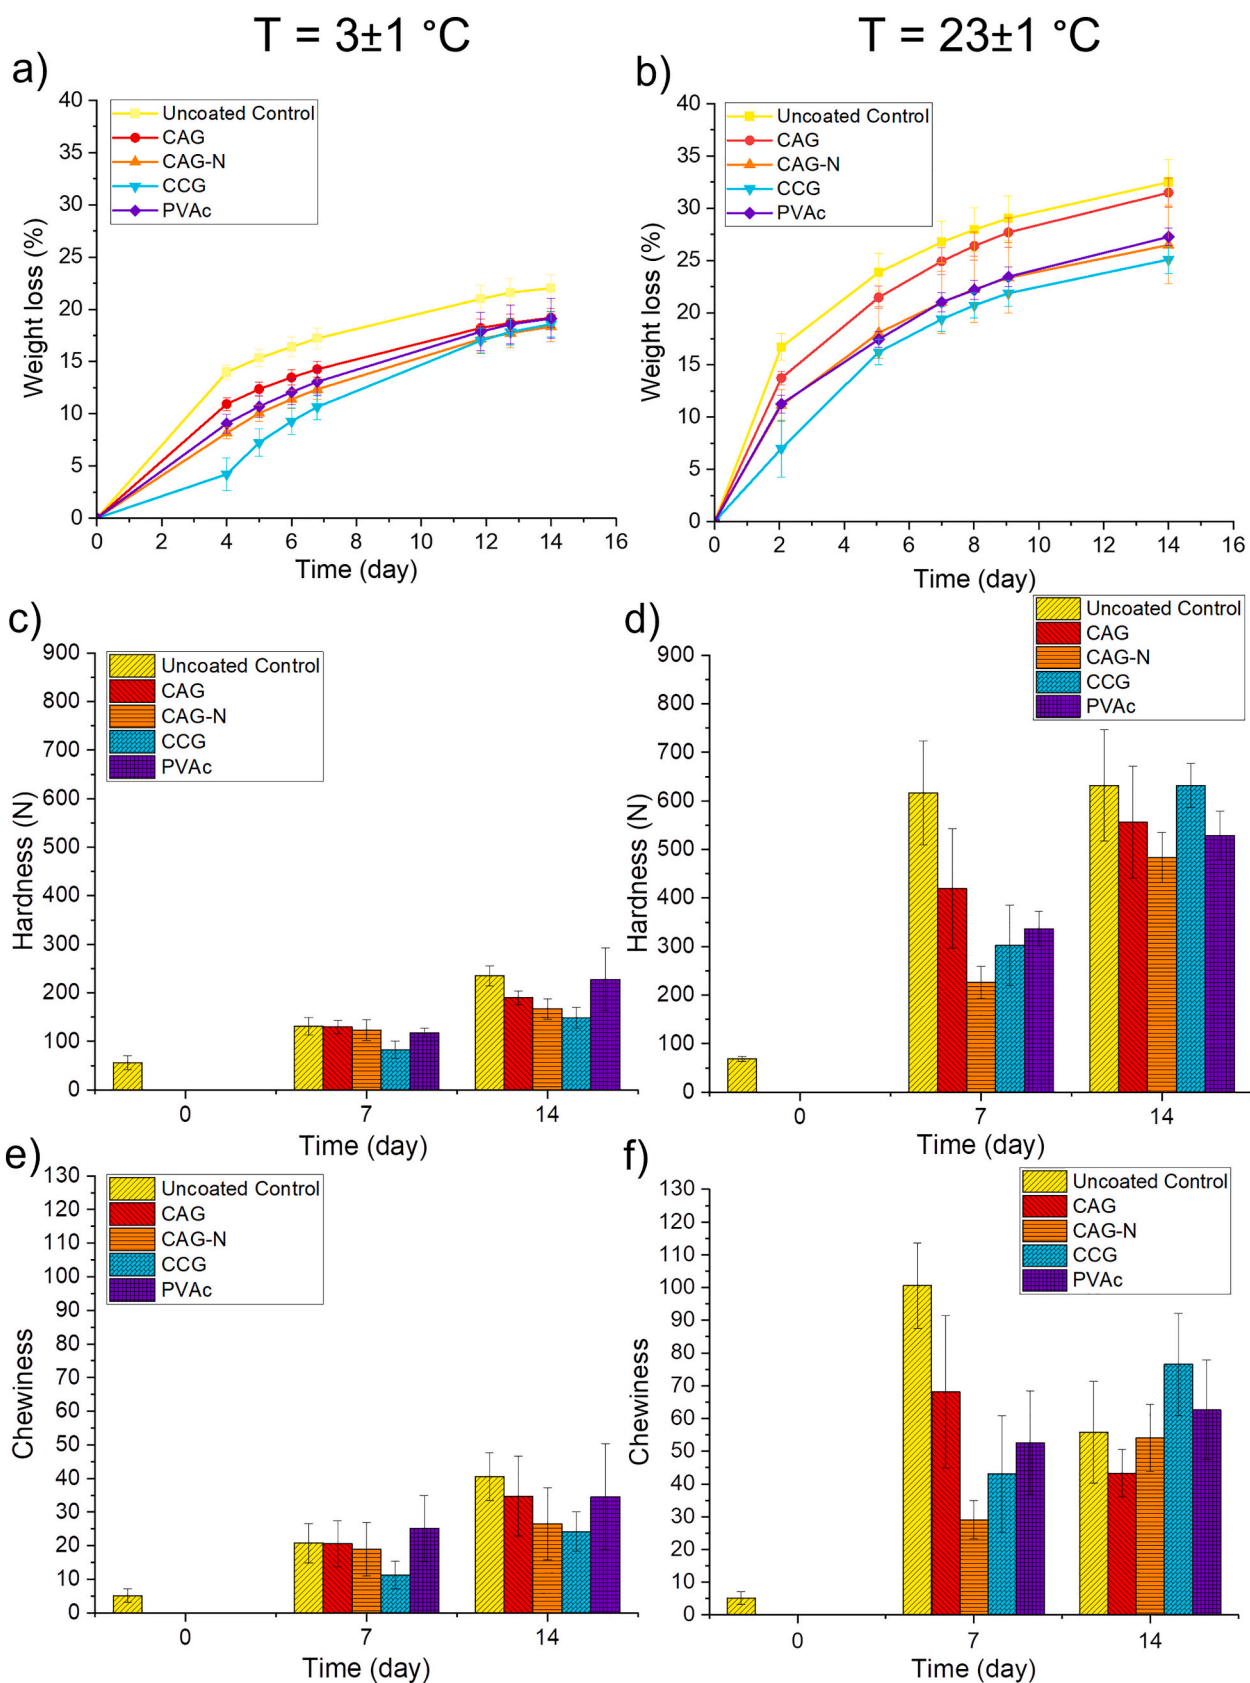 T = 3±1 °C
T = 23±1 °C
a)
40
35
30
25
20
15
10
5
0
Weight loss (%)
Uncoated Control
CAG
CAG-N
CCG
PVAc
0 2 4 6 8 10 12 14 16
Time (day)
b)
40
35
30
25
20
15
10
5
0
Weight loss (%)
Uncoated Control
CAG
CAG-N
CCG
PVAc
0 2 4 6 8 10 12 14 16
Time (day)
c)
900
800
700
600
500
400
300
200
100
0
Hardness (N)
Uncoated Control
CAG
CAG-N
CCG
PVAc
0 7 14
Time (day)
d)
900
800
700
600
500
400
300
200
100
0
Hardness (N)
Uncoated Control
CAG
CAG-N
CCG
PVAc
0 7 14
Time (day)
e)
130
120
110
100
90
80
70
60
50
40
30
20
10
0
Chewiness
Uncoated Control
CAG
CAG-N
CCG
PVAc
0 7 14
Time (day)
f)
130
120
110
100
90
80
70
60
50
40
30
20
10
0
Chewiness
Uncoated Control
CAG
CAG-N
CCG
PVAc
0 7 14
Time (day)